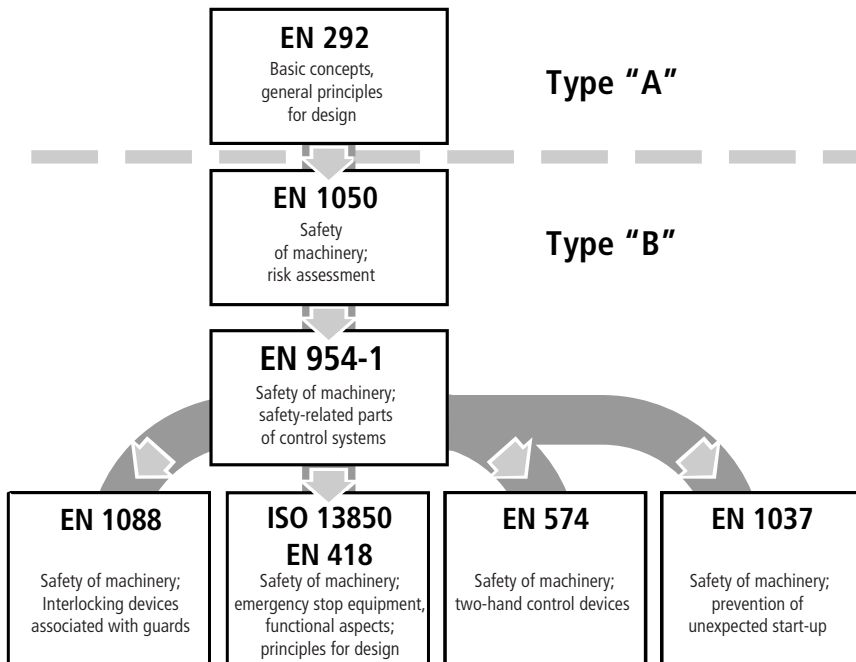 EN 292
Basic concepts,
general principles
for design
Type “A”
EN 1050
Safety
of machinery;
risk assessment
Type “B”
EN 954-1
Safety of machinery;
safety-related parts
of control systems
EN 1088
Safety of machinery;
Interlocking devices
associated with guards
ISO 13850
EN 418
Safety of machinery;
emergency stop equipment,
functional aspects;
principles for design
EN 574
Safety of machinery;
two-hand control devices
EN 1037
Safety of machinery;
prevention of
unexpected start-up